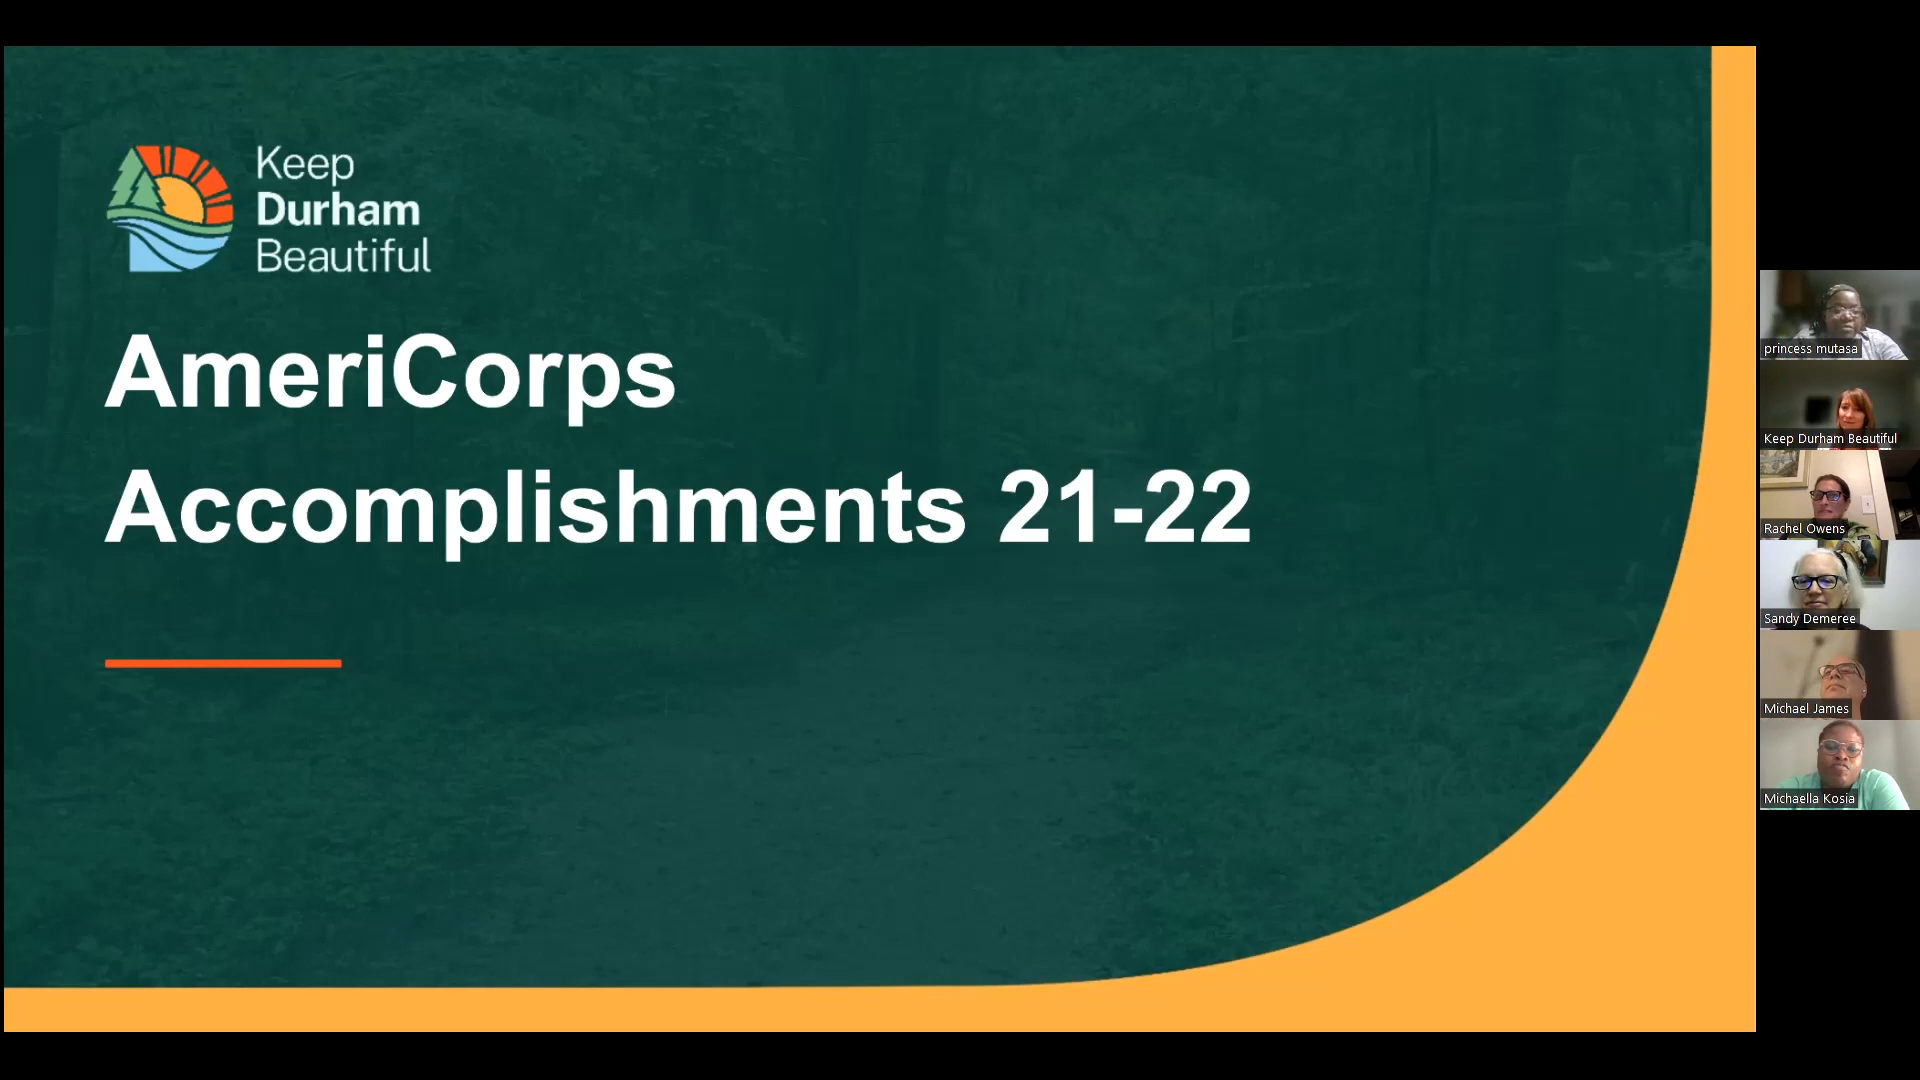 Keep
Durham
Beautiful
AmeriCorps
Accomplishments 21-22
princess mutasa
Keep Durham Beautiful
Rachel Owens
Sandy Demeree
Michael James
Michaella Kosia